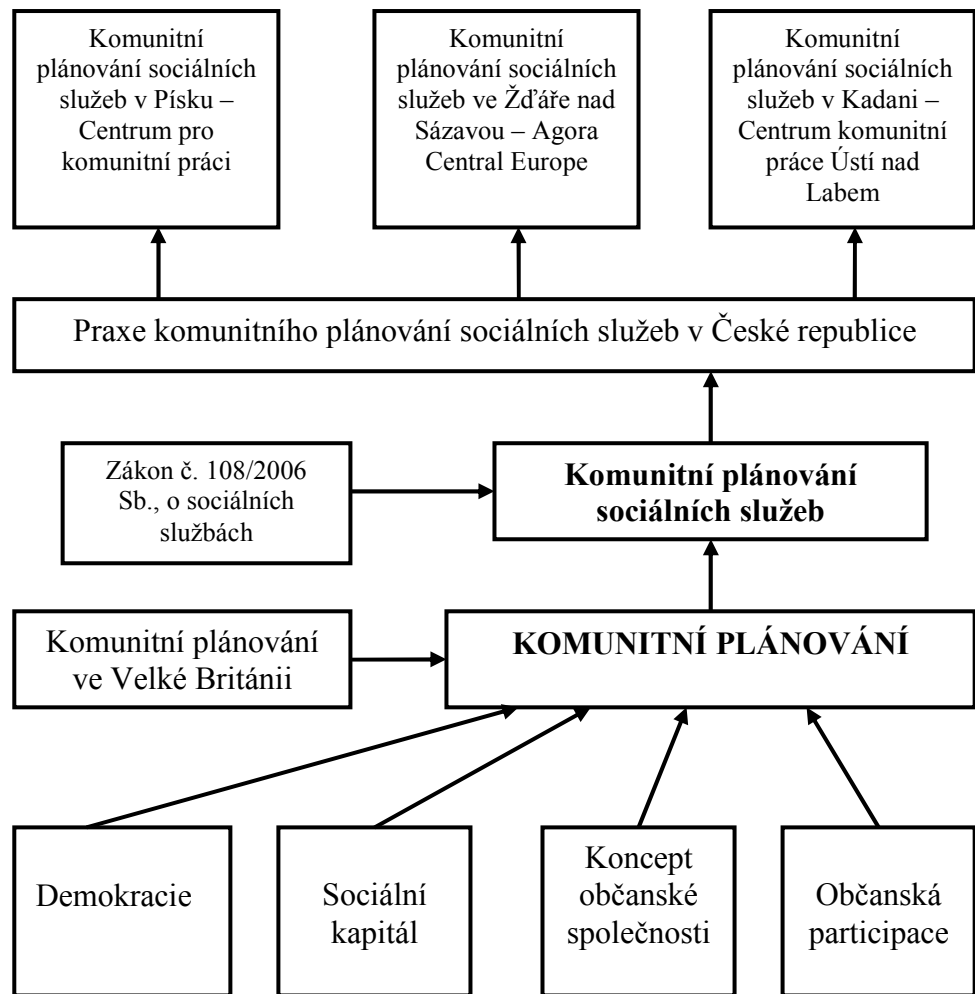 Komunitní
plánování sociálních
služeb v Písku –
Centrum pro
komunitní práci
Komunitní
plánování sociálních
služeb ve Žďáře nad
Sázavou – Agora
Central Europe
Komunitní
plánování sociálních
služeb v Kadani –
Centrum komunitní
práce Ústí nad
Labem
Praxe komunitního plánování sociálních služeb v České republice
Zákon č. 108/2006
Sb., o sociálních
službách
Komunitní plánování
sociálních služeb
Komunitní plánování
ve Velké Británii
KOMUNITNÍ PLÁNOVÁNÍ
Demokracie
Sociální
kapitál
Koncept
občanské
společnosti
Občanská
participace